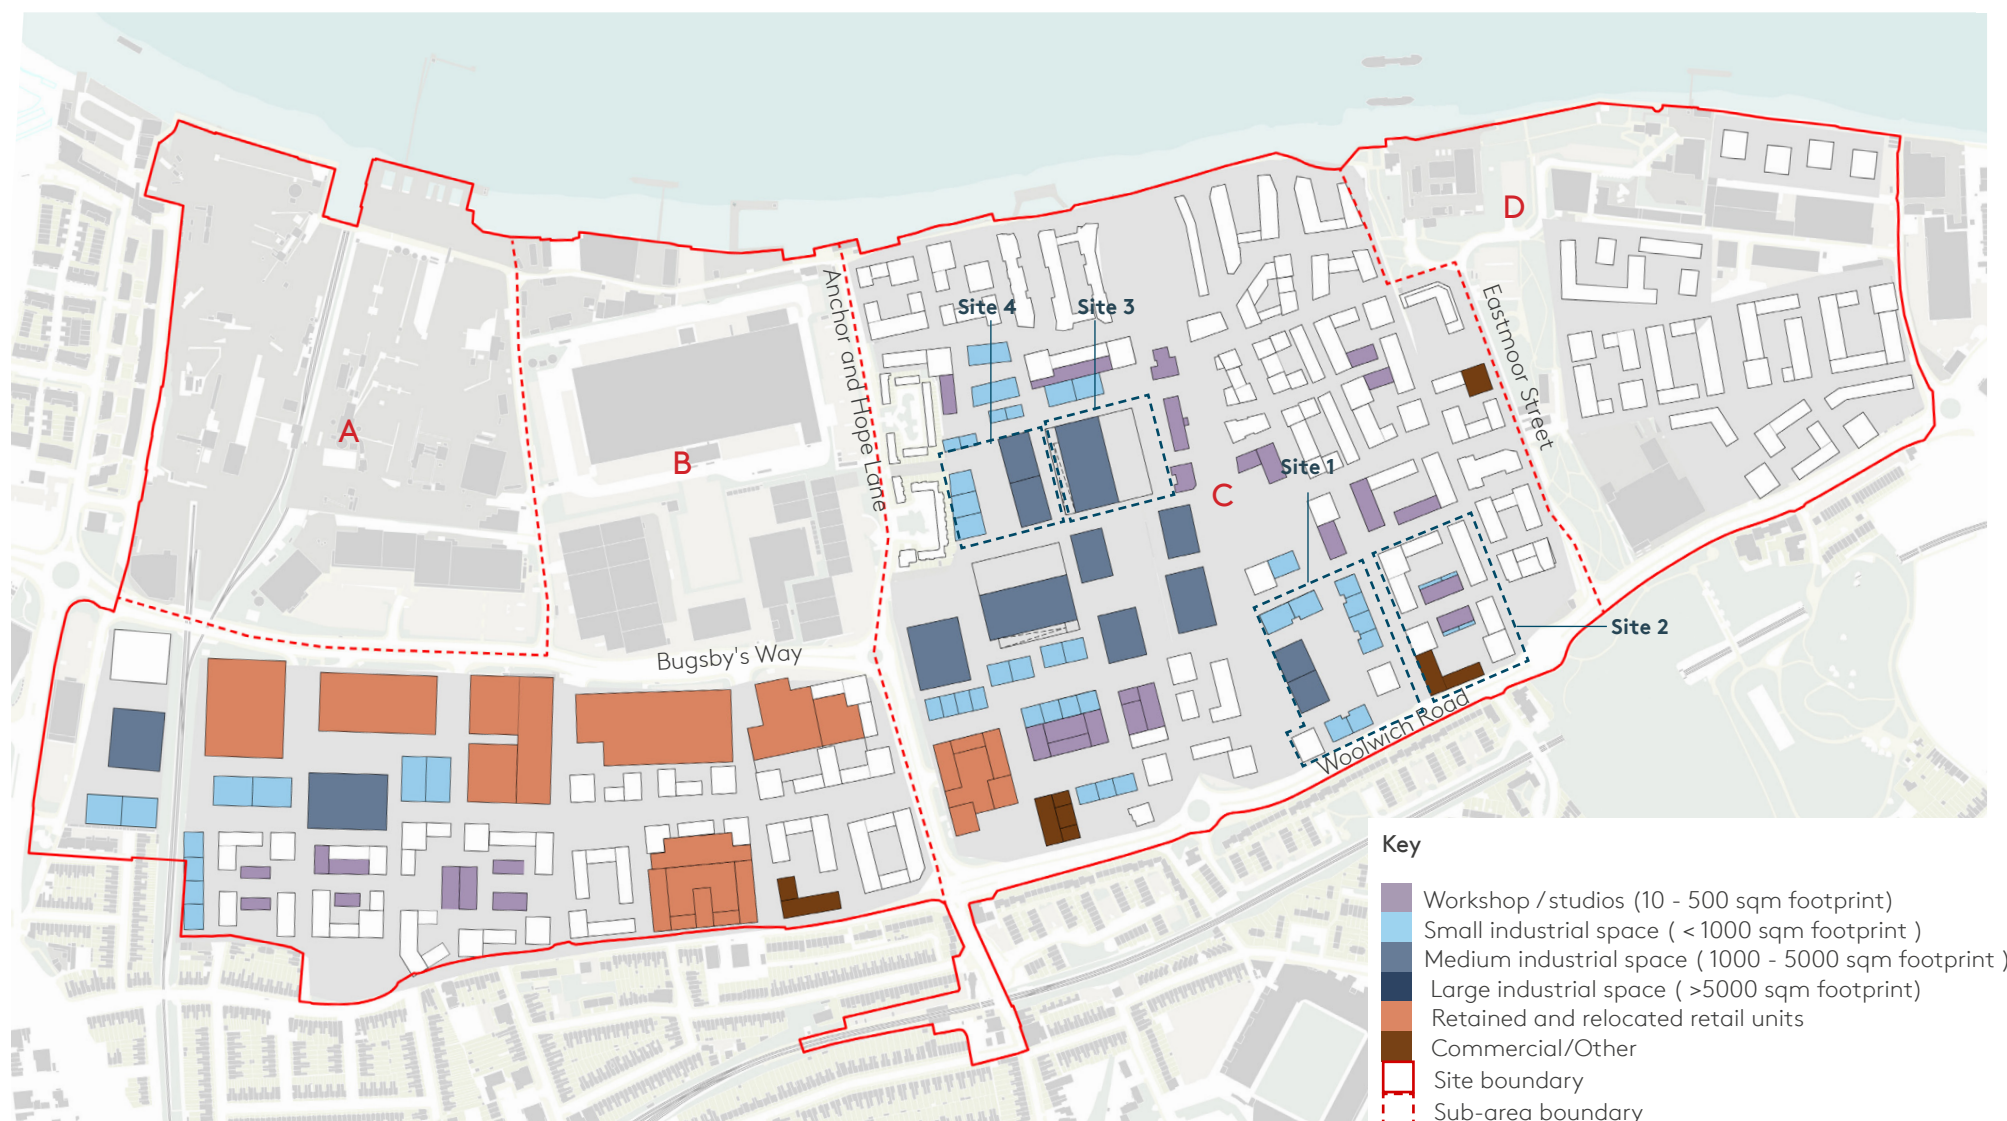 D
Site 4
Site 3
Anchor and Hope Lane
Eastmoor Street
A
B
Site 1
C
Site 2
Bugsby's Way
Woolwich Road
Key
Workshop / studios (10 - 500 sqm footprint)
Small industrial space ( < 1000 sqm footprint )
Medium industrial space ( 1000 - 5000 sqm footprint )
Large industrial space ( >5000 sqm footprint)
Retained and relocated retail units
Commercial/Other
Site boundary
Sub-area boundary